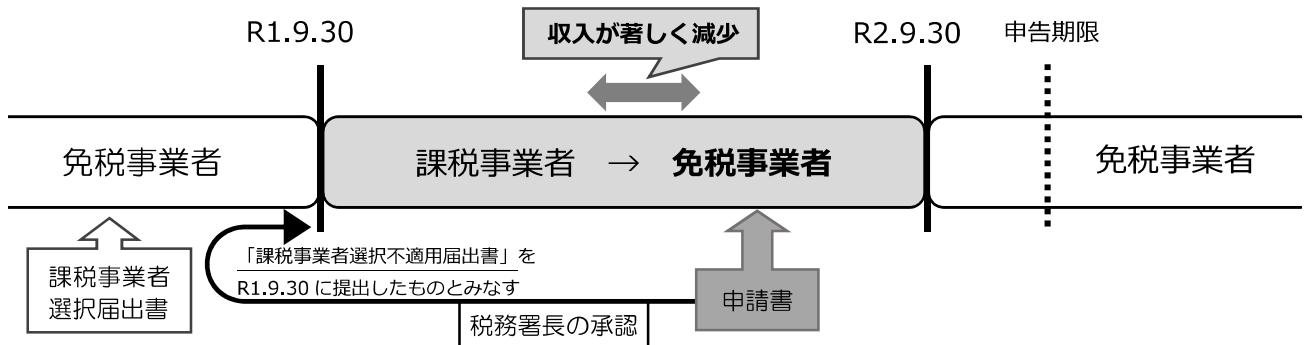 R1.9.30
収入が著しく減少
R2.9.30
申告期限
免税事業者
課税事業者 → 免税事業者
免税事業者
課税事業者
選択届出書
「課税事業者選択不適用届出書」を
R1.9.30 に提出したものとみなす
税務署長の承認
申請書